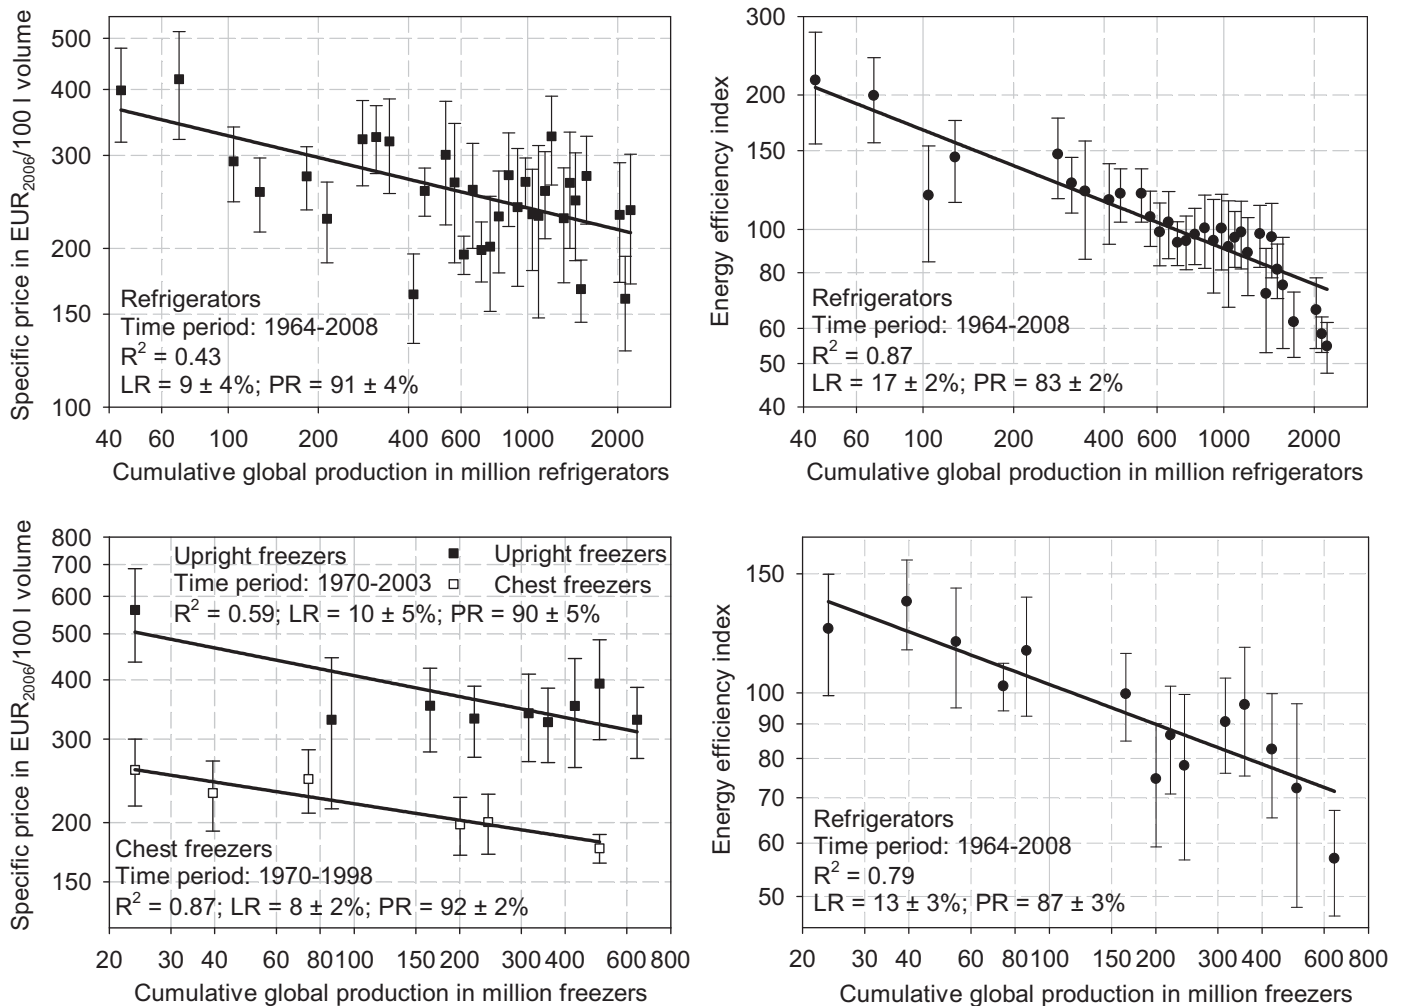 Specific price in EUR2006/100 l volume
500
400
300
200
150
100
Refrigerators
Time period: 1964-2008
R2 = 0.43
LR = 9 ± 4%; PR = 91 ± 4%
40 60 100 200 400 600 1000 2000
Cumulative global production in million refrigerators
Energy efficiency index
300
200
150
100
80
60
50
40
Refrigerators
Time period: 1964-2008
R2 = 0.87
LR = 17 ± 2%; PR = 83 ± 2%
40 60 100 200 400 600 1000 2000
Cumulative global production in million refrigerators
Specific price in EUR2006/100 l volume
800
700
600
500
400
300
200
150
Upright freezers
Time period: 1970-2003
R2 = 0.59; LR = 10 ± 5%; PR = 90 ± 5%
Upright freezers
Chest freezers
Chest freezers
Time period: 1970-1998
R2 = 0.87; LR = 8 ± 2%; PR = 92 ± 2%
20 30 40 60 80 100 150 200 300 400 600 800
Cumulative global production in million freezers
Energy efficiency index
150
100
90
80
70
60
50
Refrigerators
Time period: 1964-2008
R2 = 0.79
LR = 13 ± 3%; PR = 87 ± 3%
20 30 40 60 80 100 150 200 300 400 600 800
Cumulative global production in million freezers